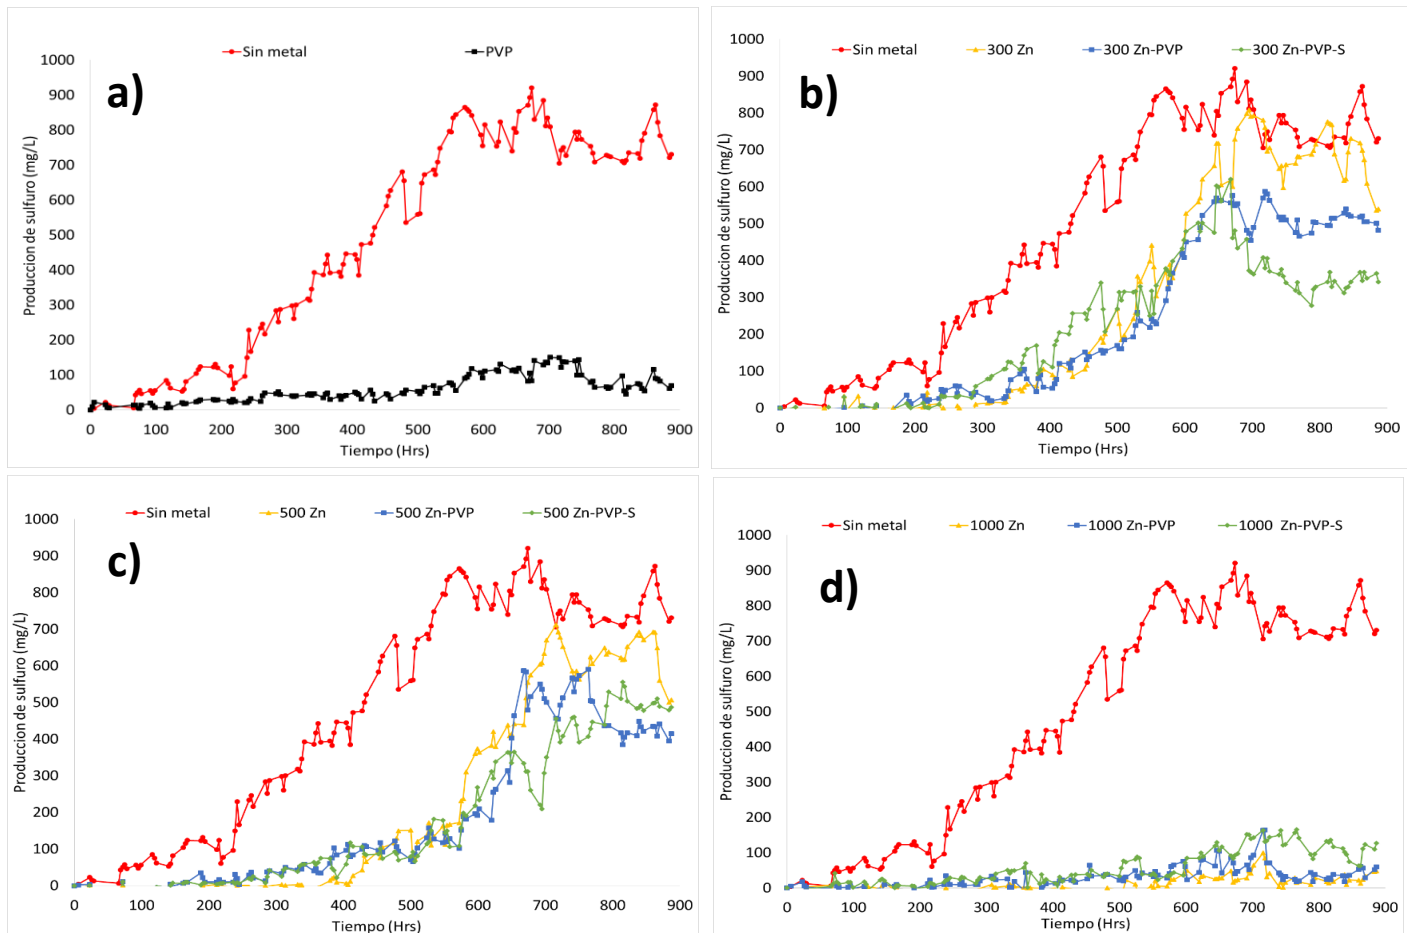 Sin metal PVP
a)
Produccion de sulfuro (mg/L)
1000
900
800
700
600
500
400
300
200
100
0
0 100 200 300 400 500 600 700 800 900
Tiempo (Hrs)
Sin metal 300 Zn 300 Zn-PVP 300 Zn-PVP-S
b)
Produccion de sulfuro (mg/L)
1000
900
800
700
600
500
400
300
200
100
0
0 100 200 300 400 500 600 700 800 900
Tiempo (Hrs)
Sin metal 500 Zn 500 Zn-PVP 500 Zn-PVP-S
c)
Produccion de sulfuro (mg/L)
1000
900
800
700
600
500
400
300
200
100
0
0 100 200 300 400 500 600 700 800 900
Tiempo (Hrs)
Sin metal 1000 Zn 1000 Zn-PVP 1000 Zn-PVP-S
d)
Produccion de sulfuro (mg/L)
1000
900
800
700
600
500
400
300
200
100
0
0 100 200 300 400 500 600 700 800 900
Tiempo (Hrs)